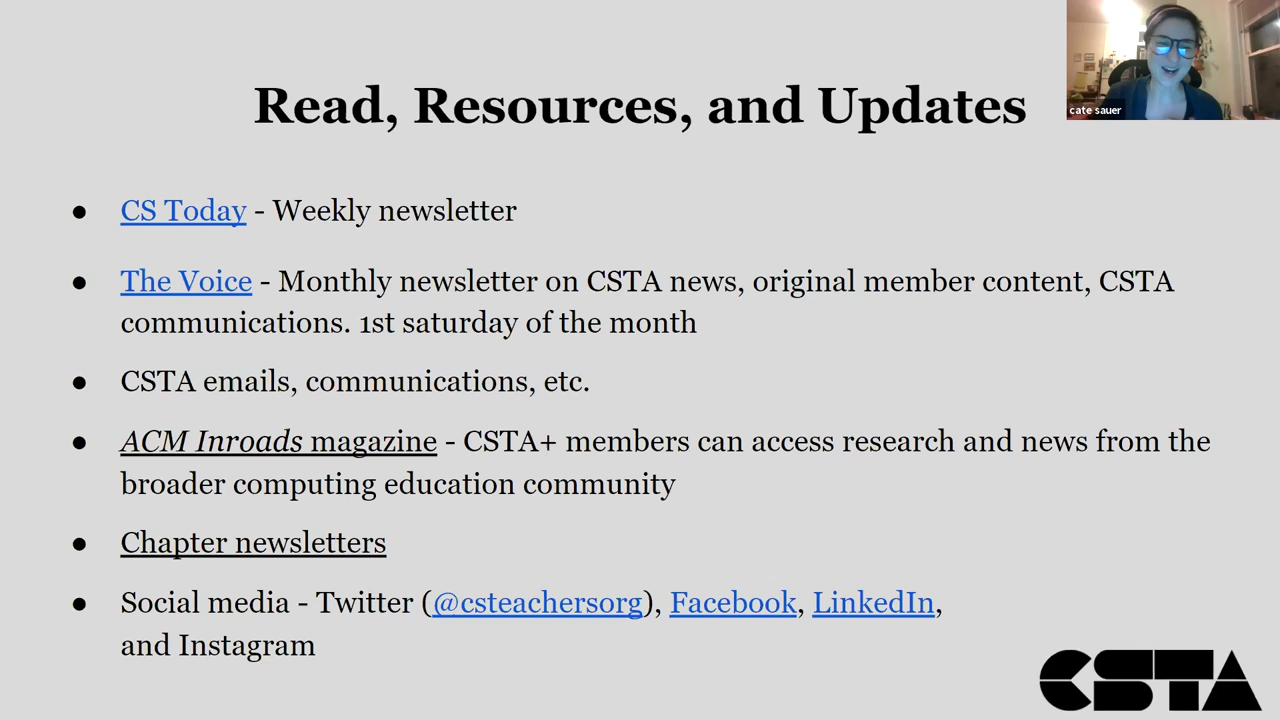 Read, Resources, and Updates
cate sauer
● CS Today - Weekly newsletter
● The Voice - Monthly newsletter on CSTA news, original member content, CSTA
communications. 1st saturday of the month
● CSTA emails, communications, etc.
● ACM Inroads magazine - CSTA+ members can access research and news from the
broader computing education community
● Chapter newsletters
● Social media - Twitter (@csteachersorg), Facebook, LinkedIn,
and Instagram
CSTA